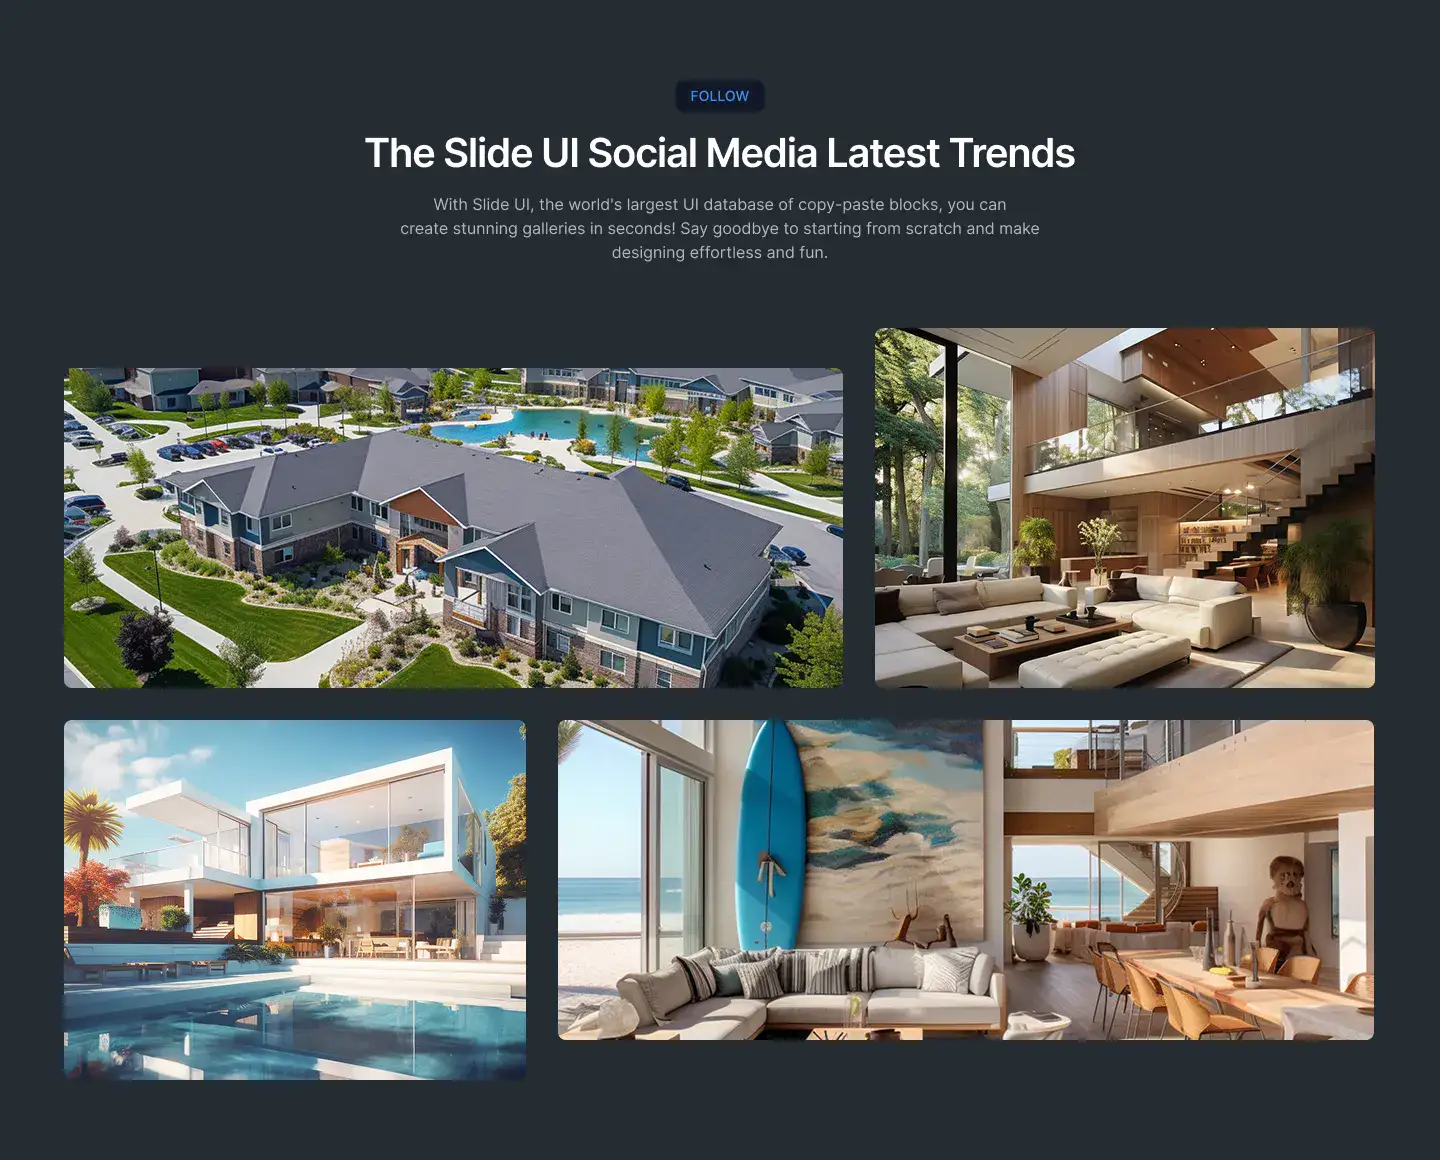 FOLLOW
The Slide UI Social Media Latest Trends
With Slide UI, the world's largest UI database of copy-paste blocks, you can
create stunning galleries in seconds! Say goodbye to starting from scratch and make
designing effortless and fun.